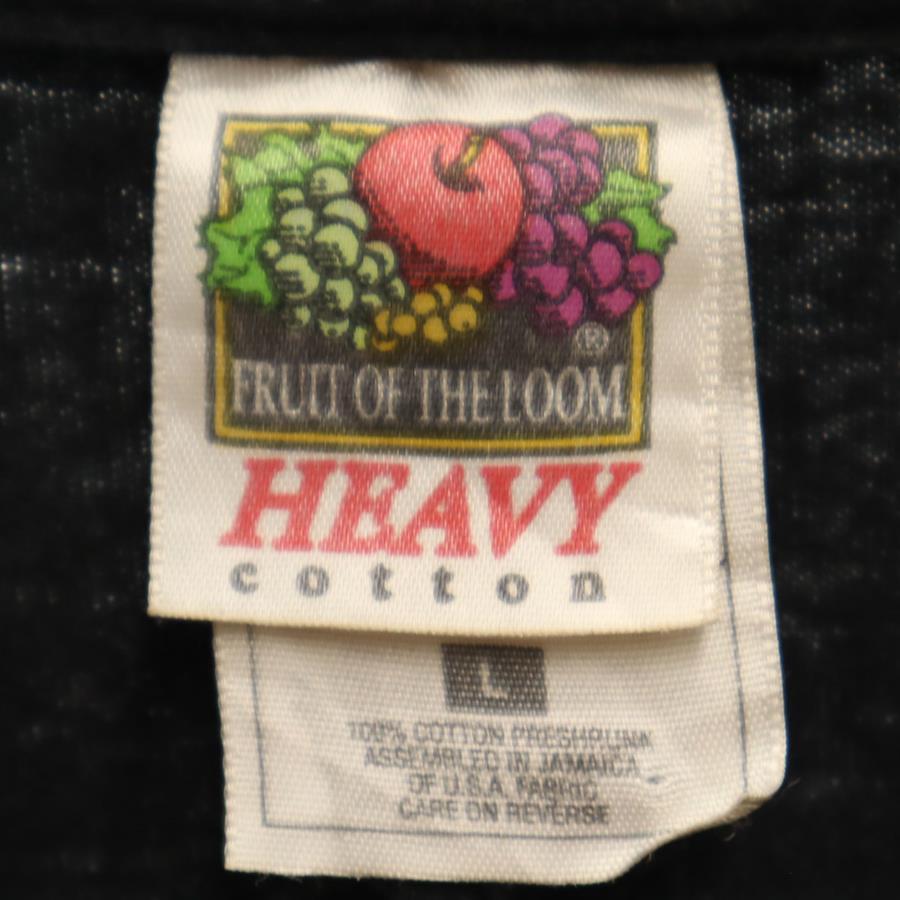 ®
FRUIT OF THE LOOM
HEAVY
cotton
L
100% COTTON PRESHRUNK
ASSEMBLED IN JAMAICA
OF U.S.A. FABRIC
CARE ON REVERSE